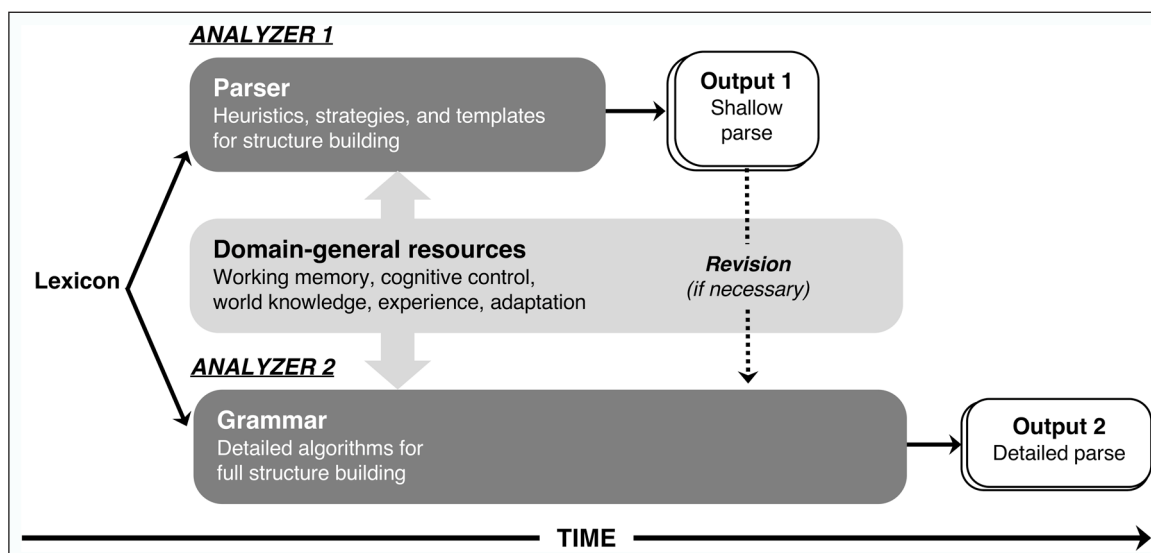 ANALYZER 1
Parser
Heuristics, strategies, and templates
for structure building
Output 1
Shallow
parse
Lexicon
Domain-general resources
Working memory, cognitive control,
world knowledge, experience, adaptation
Revision
(if necessary)
ANALYZER 2
Grammar
Detailed algorithms for
full structure building
Output 2
Detailed parse
TIME